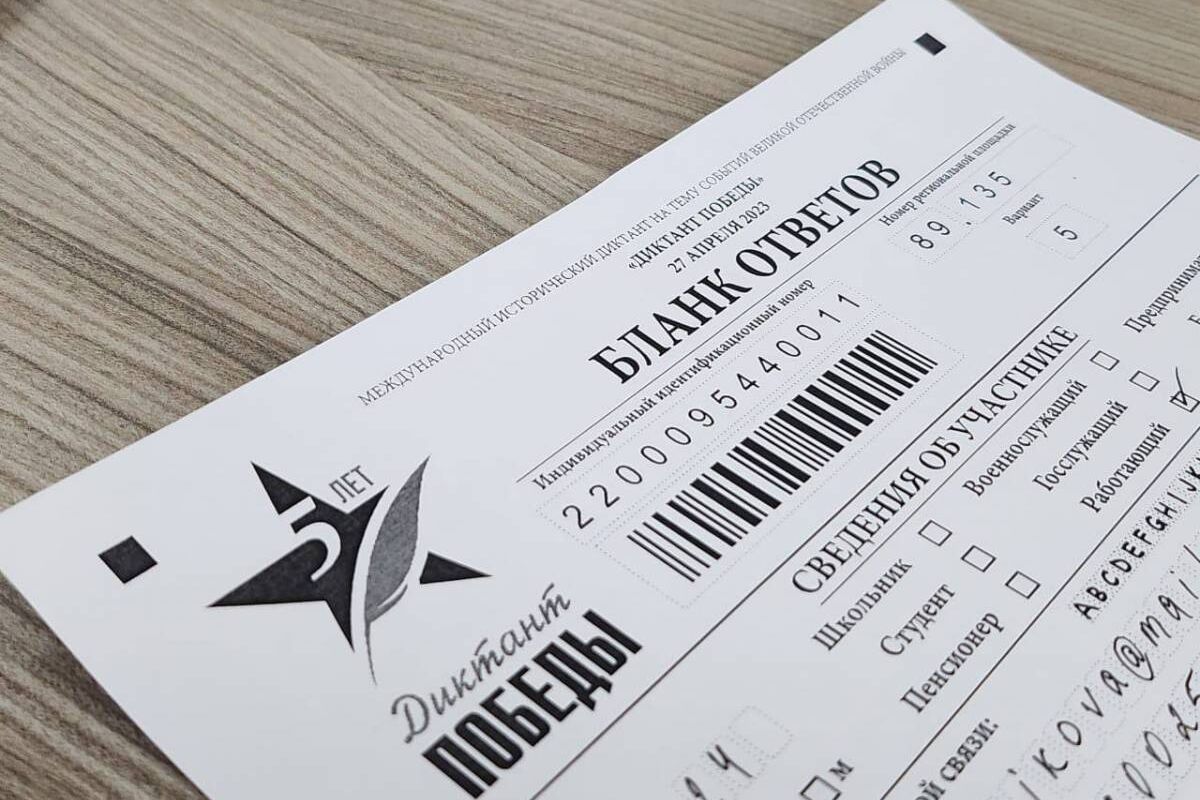 МЕЖДУНАРОДНЫЙ ИСТОРИЧЕСКИЙ ДИКТАНТ НА ТЕМУ СОБЫТИЙ ВЕЛИКОЙ ОТЕЧЕСТВЕННОЙ ВОЙНЫ
«ДИКТАНТ ПОБЕДЫ»
27 АПРЕЛЯ 2023
БЛАНК ОТВЕТОВ
Индивидуальный идентификационный номер
2200095440011
Номер региональной площадки
89.135
Вариант
5
5 ЛЕТ
Диктант
ПОБЕДЫ
СВЕДЕНИЯ ОБ УЧАСТНИКЕ
Школьник
Военнослужащий
Студент
Госслужащий
Пенсионер
Работающий
ABCDEFGHIJK
24
М